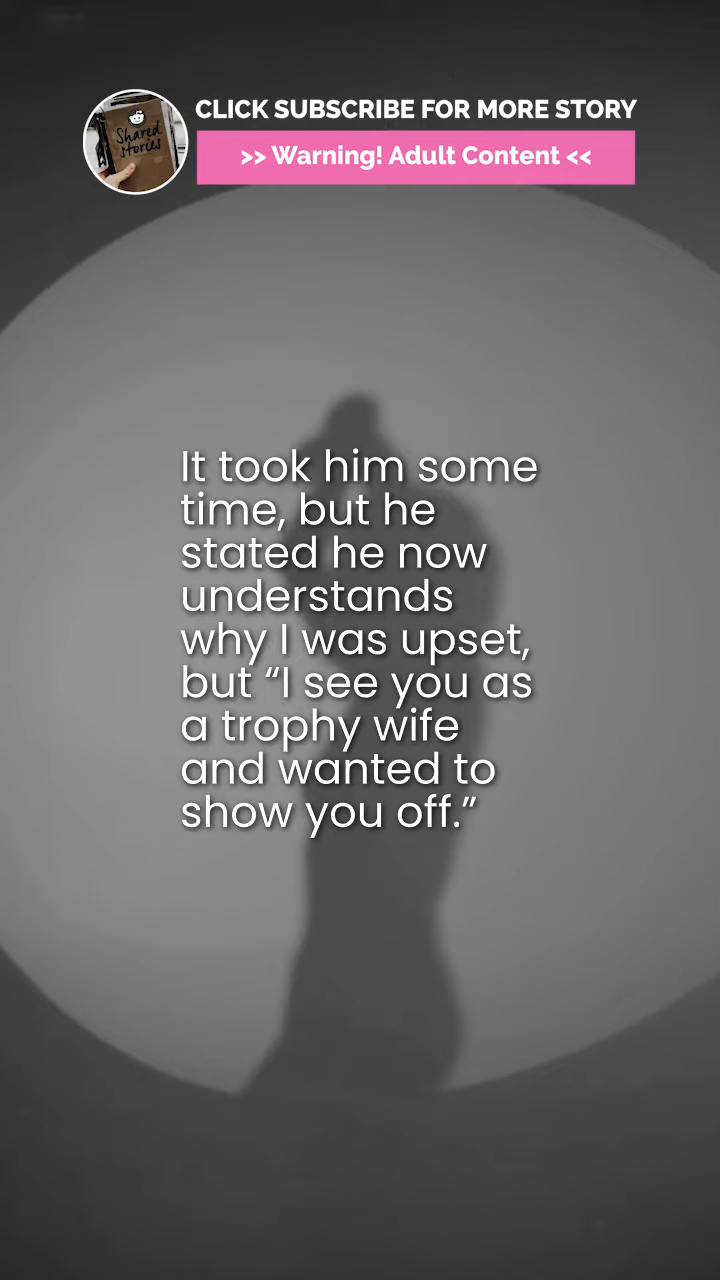 CLICK SUBSCRIBE FOR MORE STORY
>> Warning! Adult Content <<
Shared
stories
It took him some
time, but he
stated he now
understands
why I was upset,
but “I see you as
a trophy wife
and wanted to
show you off.”